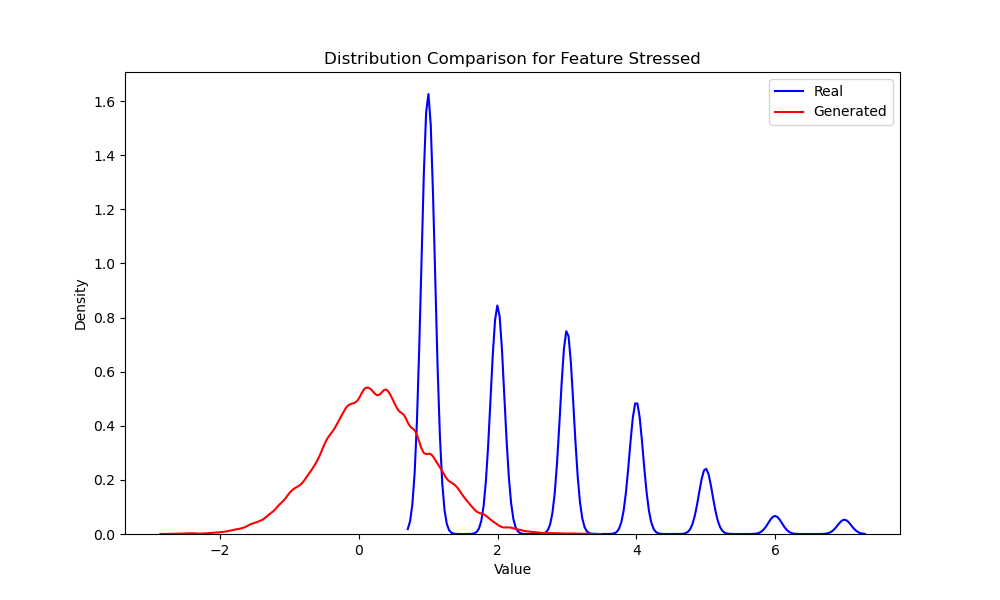 Distribution Comparison for Feature Stressed
Real
Generated
1.6
1.4
1.2
1.0
0.8
0.6
0.4
0.2
0.0
Density
−2
0
2
4
6
Value